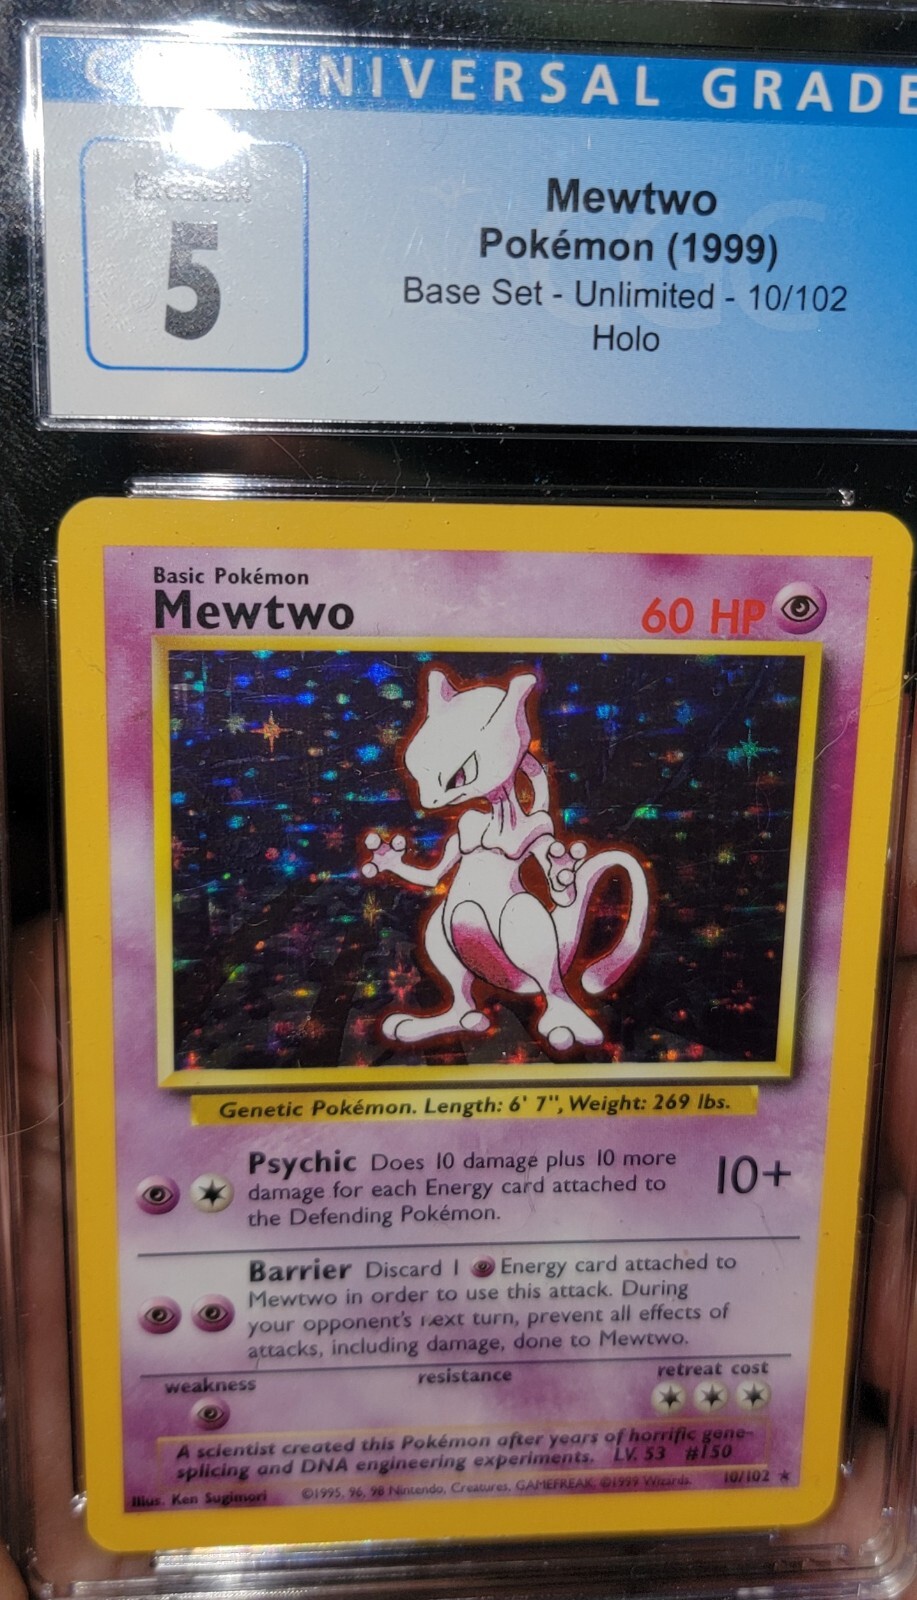 UNIVERSAL GRADE
Excellent
5
Mewtwo
Pokémon (1999)
Base Set - Unlimited - 10/102
Holo
CGC
Basic Pokémon
Mewtwo
60 HP
Genetic Pokémon. Length: 6' 7", Weight: 269 lbs.
Psychic Does 10 damage plus 10 more
damage for each Energy card attached to
the Defending Pokémon.
10+
Barrier Discard 1 Energy card attached to
Mewtwo in order to use this attack. During
your opponent's next turn, prevent all effects of
attacks, including damage, done to Mewtwo.
weakness
resistance
retreat cost
A scientist created this Pokémon after years of horrific gene-
splicing and DNA engineering experiments. LV. 53 #150
Illus. Ken Sugimori
©1995, 96, 98 Nintendo, Creatures, GAMEFREAK. ©1999 Wizards.
10/102